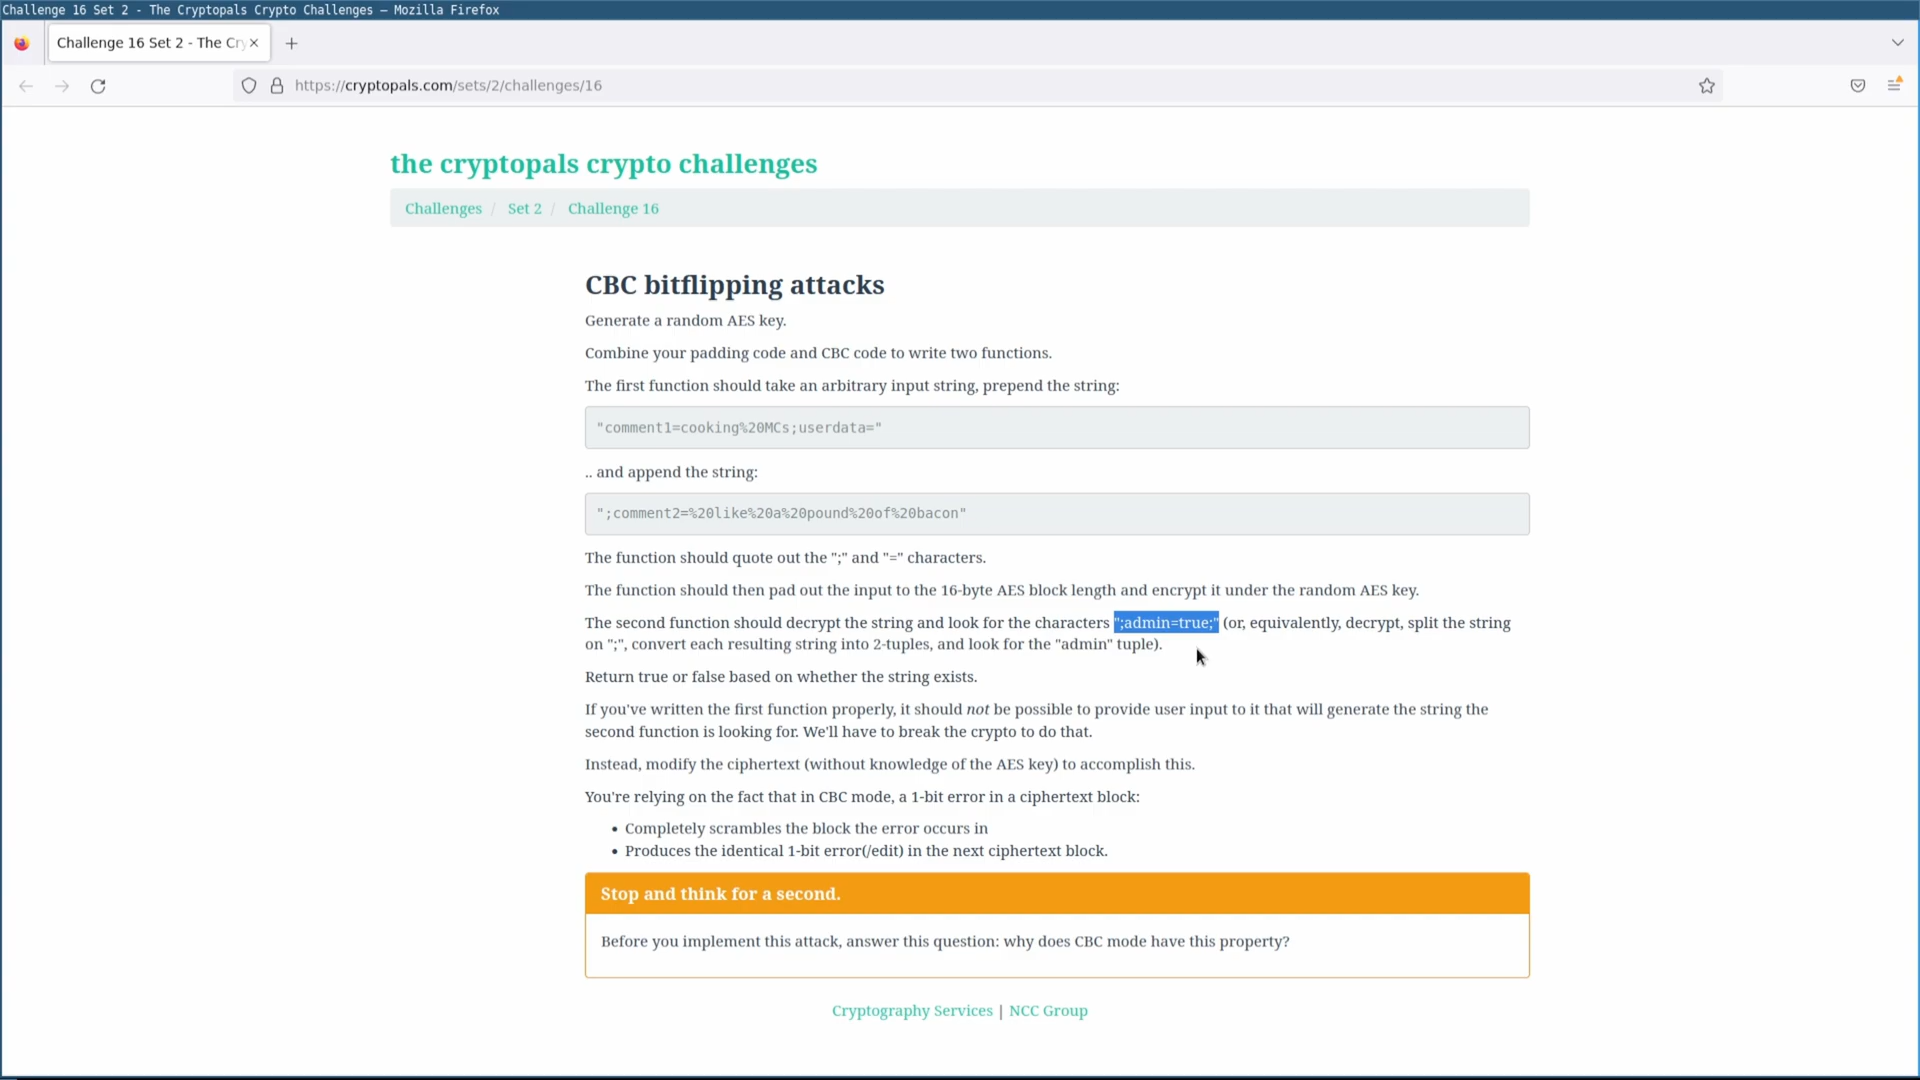 Challenge 16 Set 2 - The Cryptopals Crypto Challenges — Mozilla Firefox
Challenge 16 Set 2 - The Cry
https://cryptopals.com/sets/2/challenges/16
the cryptopals crypto challenges
Challenges / Set 2 / Challenge 16
CBC bitflipping attacks
Generate a random AES key.
Combine your padding code and CBC code to write two functions.
The first function should take an arbitrary input string, prepend the string:
"comment1=cooking%20MCs;userdata="
.. and append the string:
";comment2=%20like%20a%20pound%20of%20bacon"
The function should quote out the ";" and "=" characters.
The function should then pad out the input to the 16-byte AES block length and encrypt it under the random AES key.
The second function should decrypt the string and look for the characters ";admin=true;" (or, equivalently, decrypt, split the string
on ";", convert each resulting string into 2-tuples, and look for the "admin" tuple).
Return true or false based on whether the string exists.
If you've written the first function properly, it should not be possible to provide user input to it that will generate the string the
second function is looking for. We'll have to break the crypto to do that.
Instead, modify the ciphertext (without knowledge of the AES key) to accomplish this.
You're relying on the fact that in CBC mode, a 1-bit error in a ciphertext block:
• Completely scrambles the block the error occurs in
• Produces the identical 1-bit error(/edit) in the next ciphertext block.
Stop and think for a second.
Before you implement this attack, answer this question: why does CBC mode have this property?
Cryptography Services | NCC Group